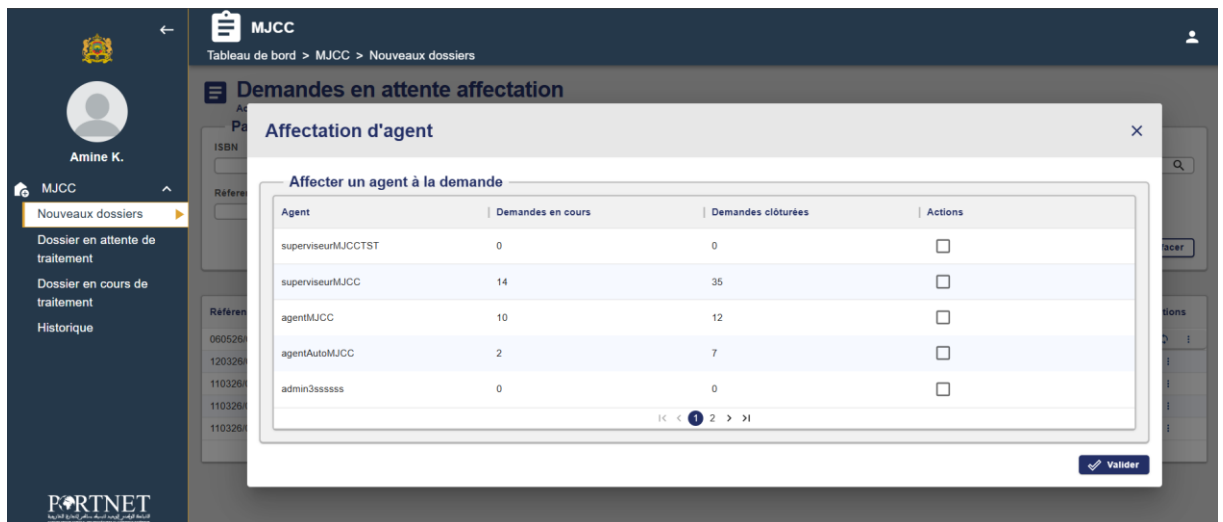 MJCC
Tableau de bord > MJCC > Nouveaux dossiers
Amine K.
MJCC
Nouveaux dossiers
Dossier en attente de
traitement
Dossier en cours de
traitement
Historique
PORTNET
Demandes en attente affectation
ISBN
Affectation d'agent
Affecter un agent à la demande
Agent Demandes en cours Demandes clôturées Actions
superviseurMJCCTST 0 0
superviseurMJCC 14 35
agentMJCC 10 12
agentAutoMJCC 2 7
admin3ssssss 0 0
1 2
Valider